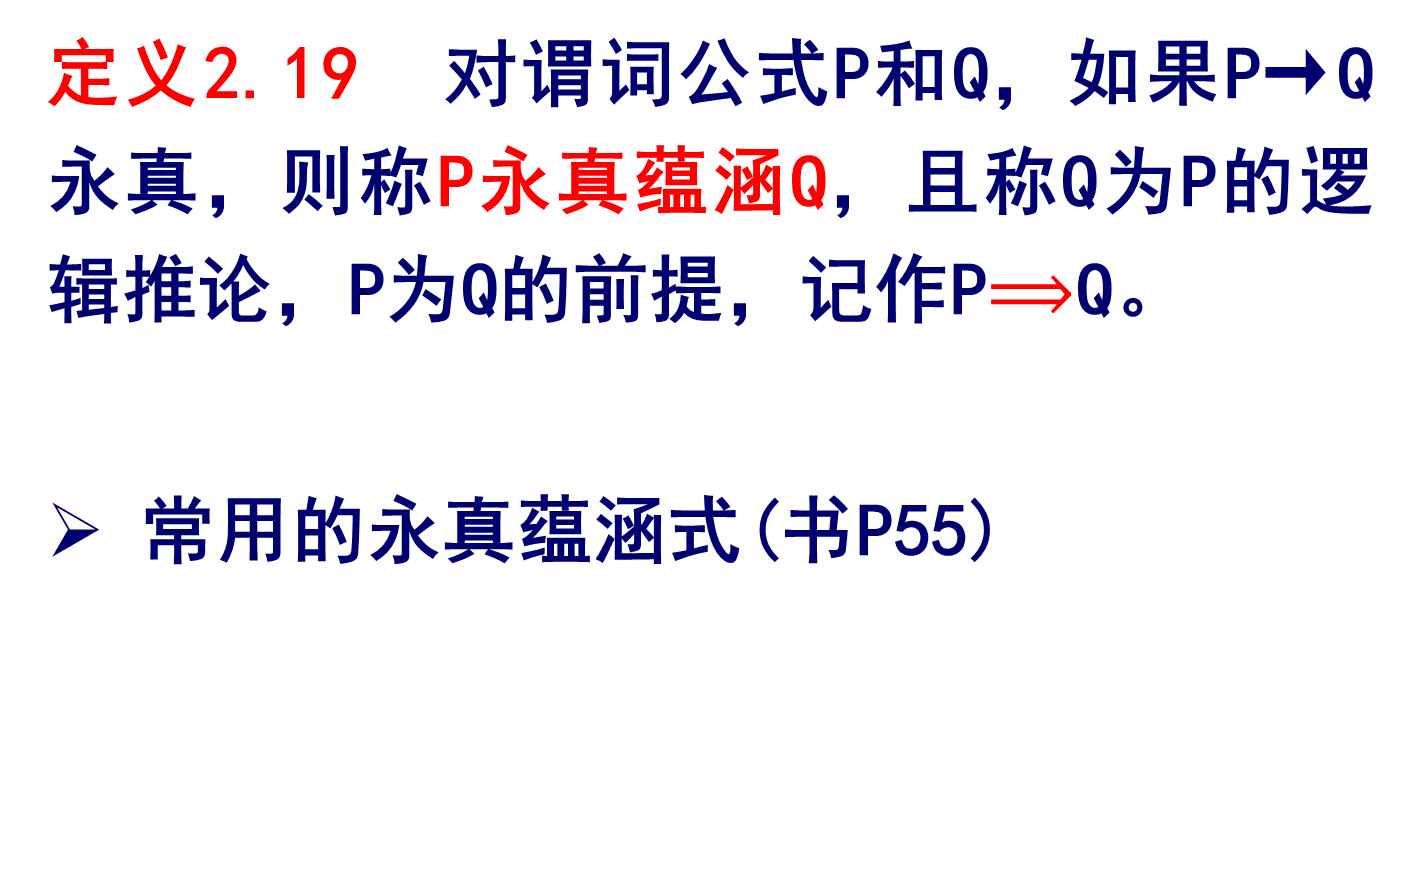 定义2.19 对谓词公式P和Q，如果P→Q
永真，则称P永真蕴涵Q，且称Q为P的逻
辑推论，P为Q的前提，记作P⟹Q。
➢ 常用的永真蕴涵式(书P55)